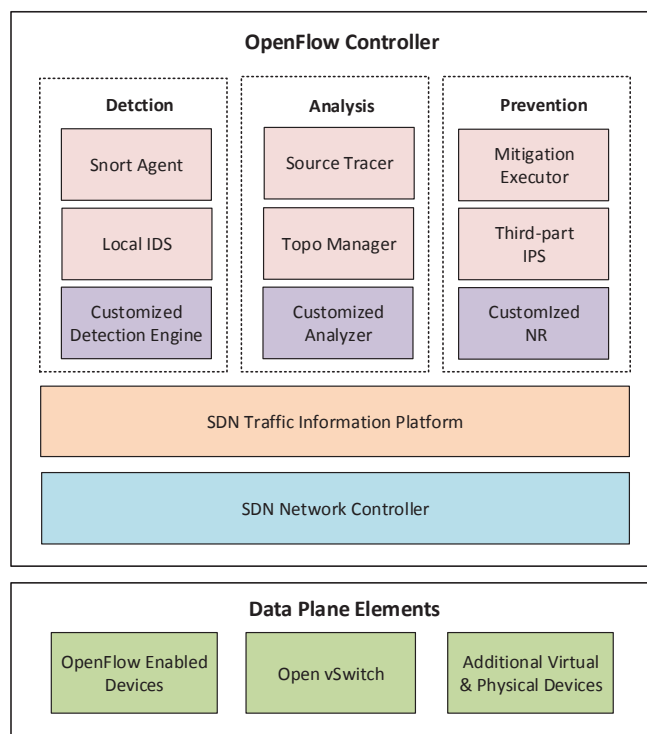 OpenFlow Controller
Detction
Analysis
Prevention
Snort Agent
Source Tracer
Mitigation
Executor
Local IDS
Topo Manager
Third-part
IPS
Customized
Detection Engine
Customized
Analyzer
CustomIzed
NR
SDN Traffic Information Platform
SDN Network Controller
Data Plane Elements
OpenFlow Enabled
Devices
Open vSwitch
Additional Virtual
& Physical Devices